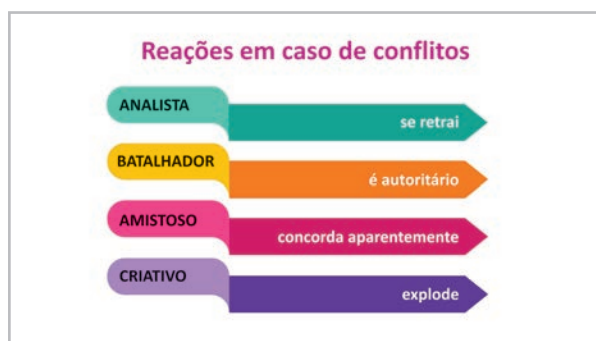 Reações em caso de conflitos
ANALISTA
se retrai
BATALHADOR
é autoritário
AMISTOSO
concorda aparentemente
CRIATIVO
explode